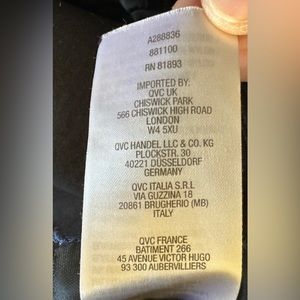 A288836
881100
RN 81893
IMPORTED BY:
QVC UK
CHISWICK PARK
566 CHISWICK HIGH ROAD
LONDON
W4 5XU
QVC HANDEL LLC & CO. KG
PLOCKSTR. 30
40221 DUSSELDORF
GERMANY
QVC ITALIA S.R.L
VIA GUZZINA 18
20861 BRUGHERIO (MB)
ITALY
QVC FRANCE
BATIMENT 266
45 AVENUE VICTOR HUGO
93 300 AUBERVILLIERS